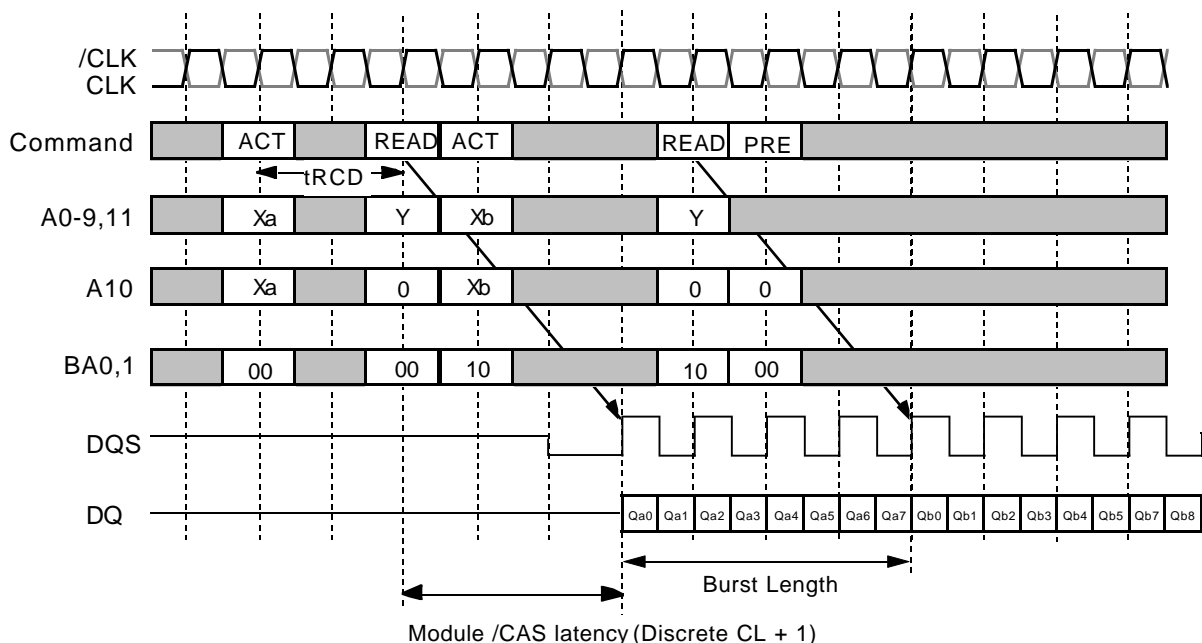 /CLK
CLK
Command ACT READ ACT READ PRE
tRCD
A0-9,11 Xa Y Xb Y
A10 Xa 0 Xb 0 0
BA0,1 00 00 10 10 00
DQS
DQ Qa0 Qa1 Qa2 Qa3 Qa4 Qa5 Qa6 Qa7 Qb0 Qb1 Qb2 Qb3 Qb4 Qb5 Qb7 Qb8
Burst Length
Module /CAS latency (Discrete CL + 1)